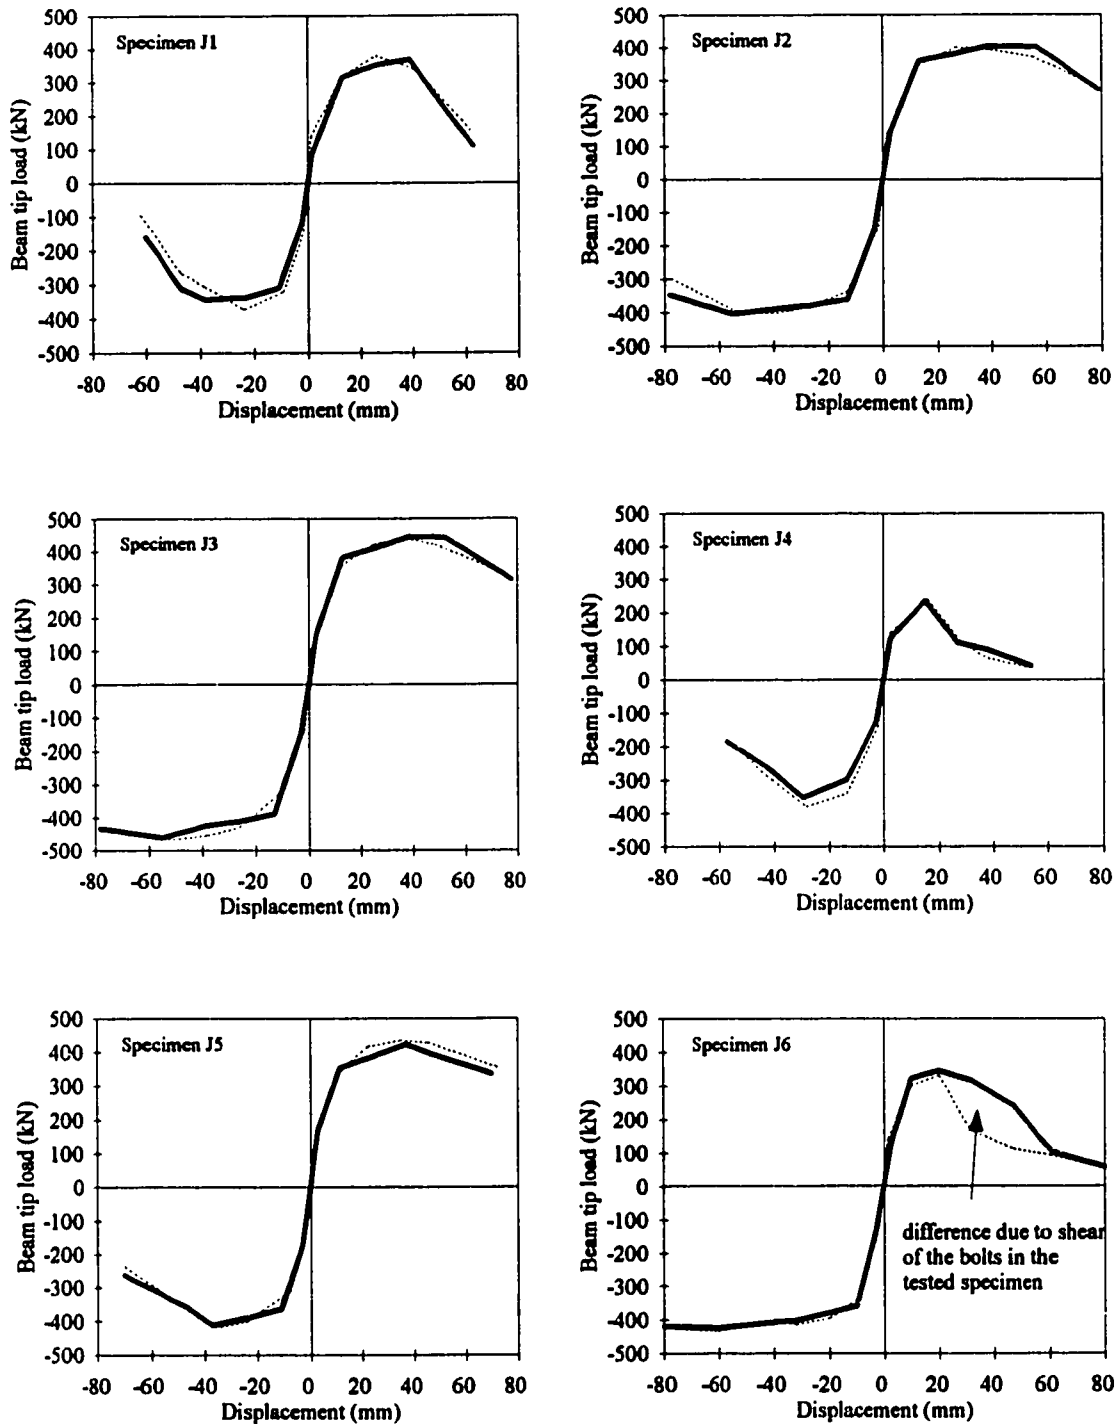 Specimen J1
Beam tip load (kN)
500
400
300
200
100
0
-100
-200
-300
-400
-500
-80 -60 -40 -20 0 20 40 60 80
Displacement (mm)
Specimen J2
Beam tip load (kN)
500
400
300
200
100
0
-100
-200
-300
-400
-500
-80 -60 -40 -20 0 20 40 60 80
Displacement (mm)
Specimen J3
Beam tip load (kN)
500
400
300
200
100
0
-100
-200
-300
-400
-500
-80 -60 -40 -20 0 20 40 60 80
Displacement (mm)
Specimen J4
Beam tip load (kN)
500
400
300
200
100
0
-100
-200
-300
-400
-500
-80 -60 -40 -20 0 20 40 60 80
Displacement (mm)
Specimen J5
Beam tip load (kN)
500
400
300
200
100
0
-100
-200
-300
-400
-500
-80 -60 -40 -20 0 20 40 60 80
Displacement (mm)
Specimen J6
Beam tip load (kN)
500
400
300
200
100
0
-100
-200
-300
-400
-500
difference due to shear
of the bolts in the
tested specimen
-80 -60 -40 -20 0 20 40 60 80
Displacement (mm)